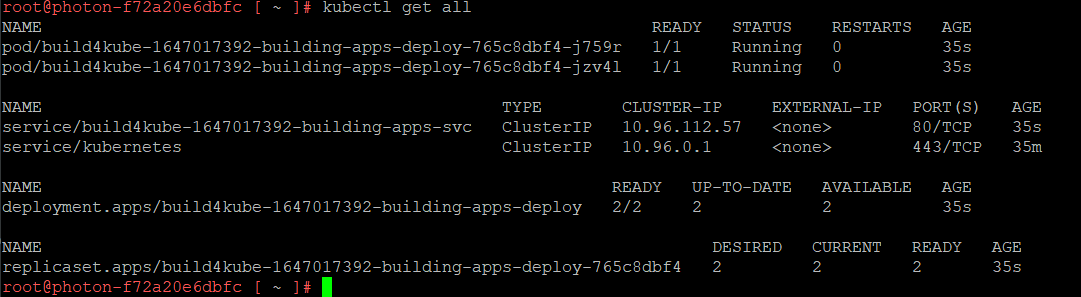 root@photon-f72a20e6dbfc [ ~ ]# kubectl get all
NAME READY STATUS RESTARTS AGE
pod/build4kube-1647017392-building-apps-deploy-765c8dbf4-j759r 1/1 Running 0 35s
pod/build4kube-1647017392-building-apps-deploy-765c8dbf4-jzv4l 1/1 Running 0 35s
NAME TYPE CLUSTER-IP EXTERNAL-IP PORT(S) AGE
service/build4kube-1647017392-building-apps-svc ClusterIP 10.96.112.57 <none> 80/TCP 35s
service/kubernetes ClusterIP 10.96.0.1 <none> 443/TCP 35m
NAME READY UP-TO-DATE AVAILABLE AGE
deployment.apps/build4kube-1647017392-building-apps-deploy 2/2 2 2 35s
NAME DESIRED CURRENT READY AGE
replicaset.apps/build4kube-1647017392-building-apps-deploy-765c8dbf4 2 2 2 35s
root@photon-f72a20e6dbfc [ ~ ]#